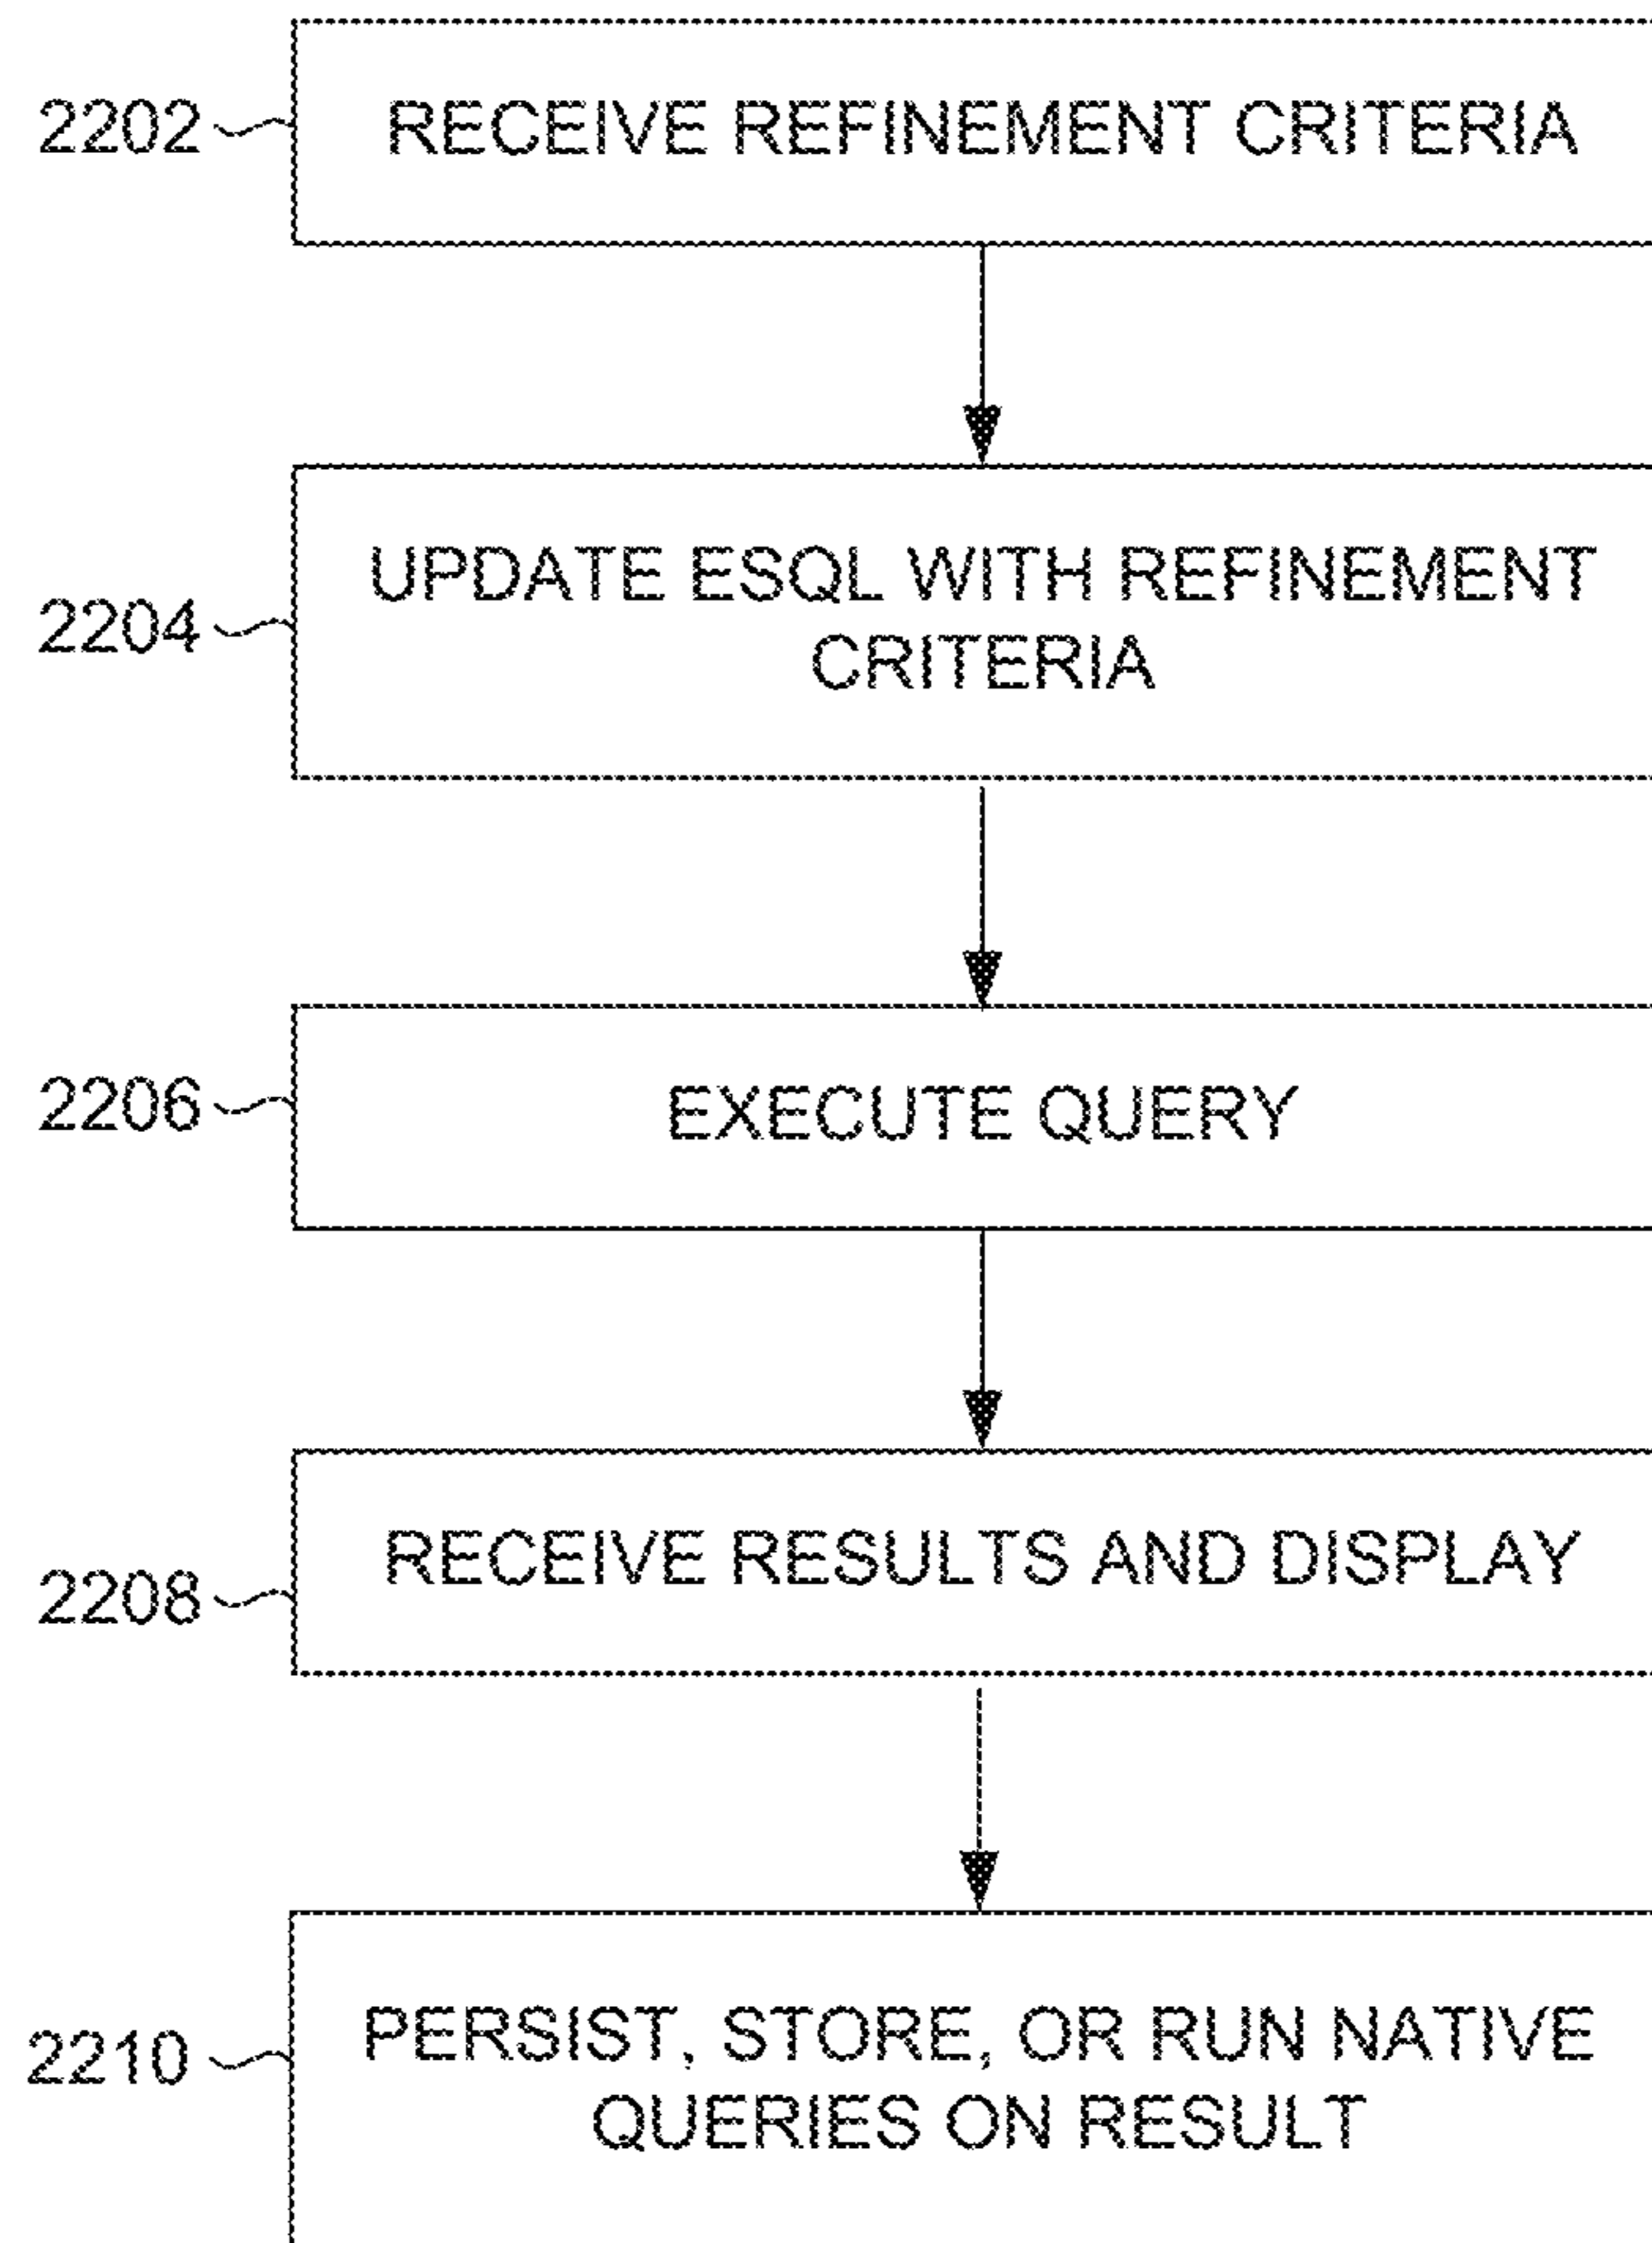 2202
RECEIVE REFINEMENT CRITERIA
UPDATE ESQL WITH REFINEMENT
2204
CRITERIA
2206
EXECUTE QUERY
RECEIVE RESULTS AND DISPLAY
2208
PERSIST, STORE, OR RUN NATIVE
2210
QUERIES ON RESULT